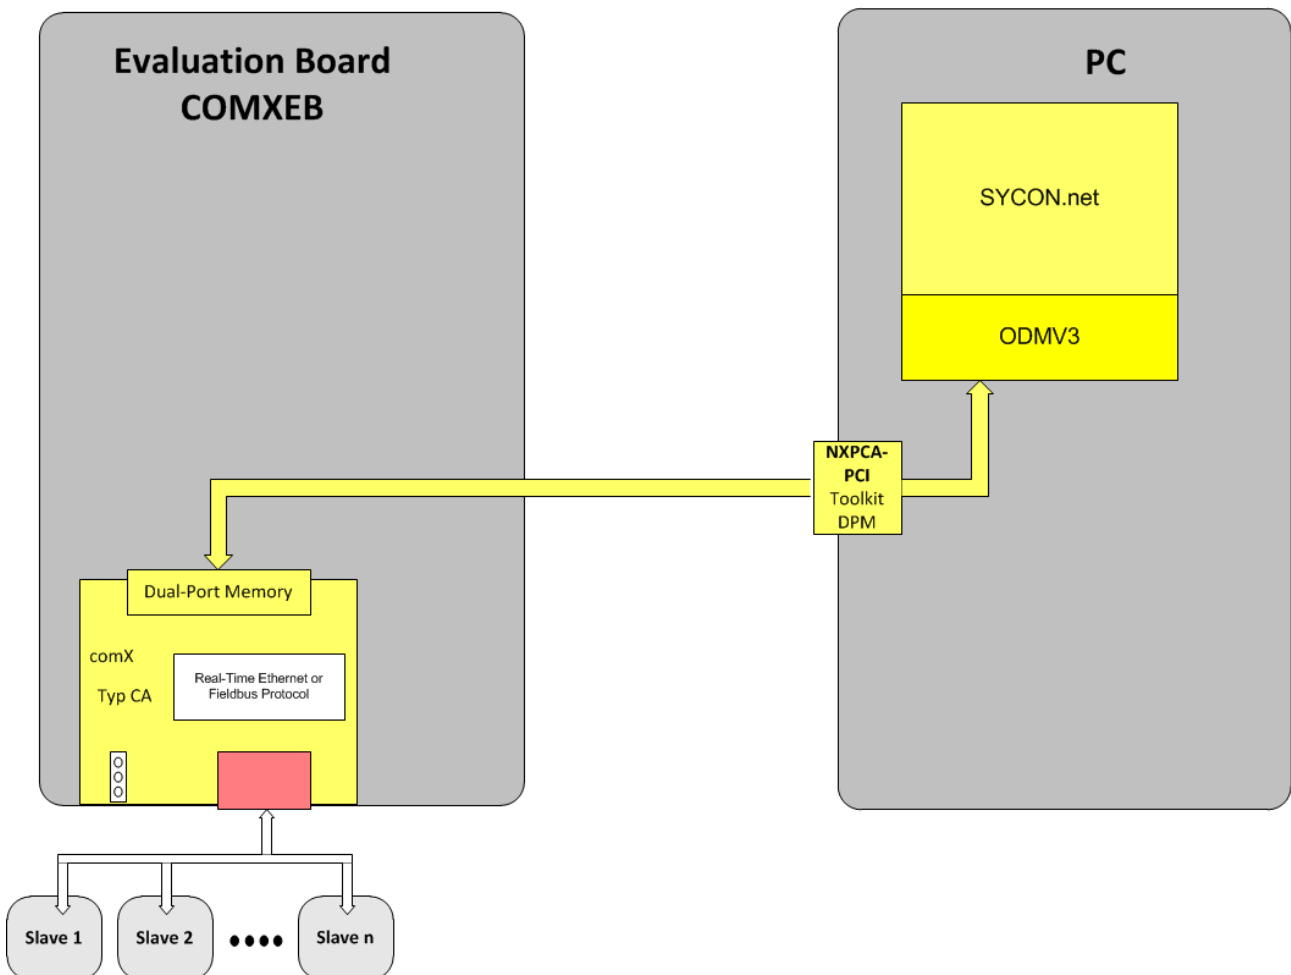 Evaluation Board
COMXEB
PC
SYCON.net
ODMV3
NXPCA-
PCI
Toolkit
DPM
Dual-Port Memory
comX
Typ CA
Real-Time Ethernet or
Fieldbus Protocol
Slave 1
Slave 2
Slave n